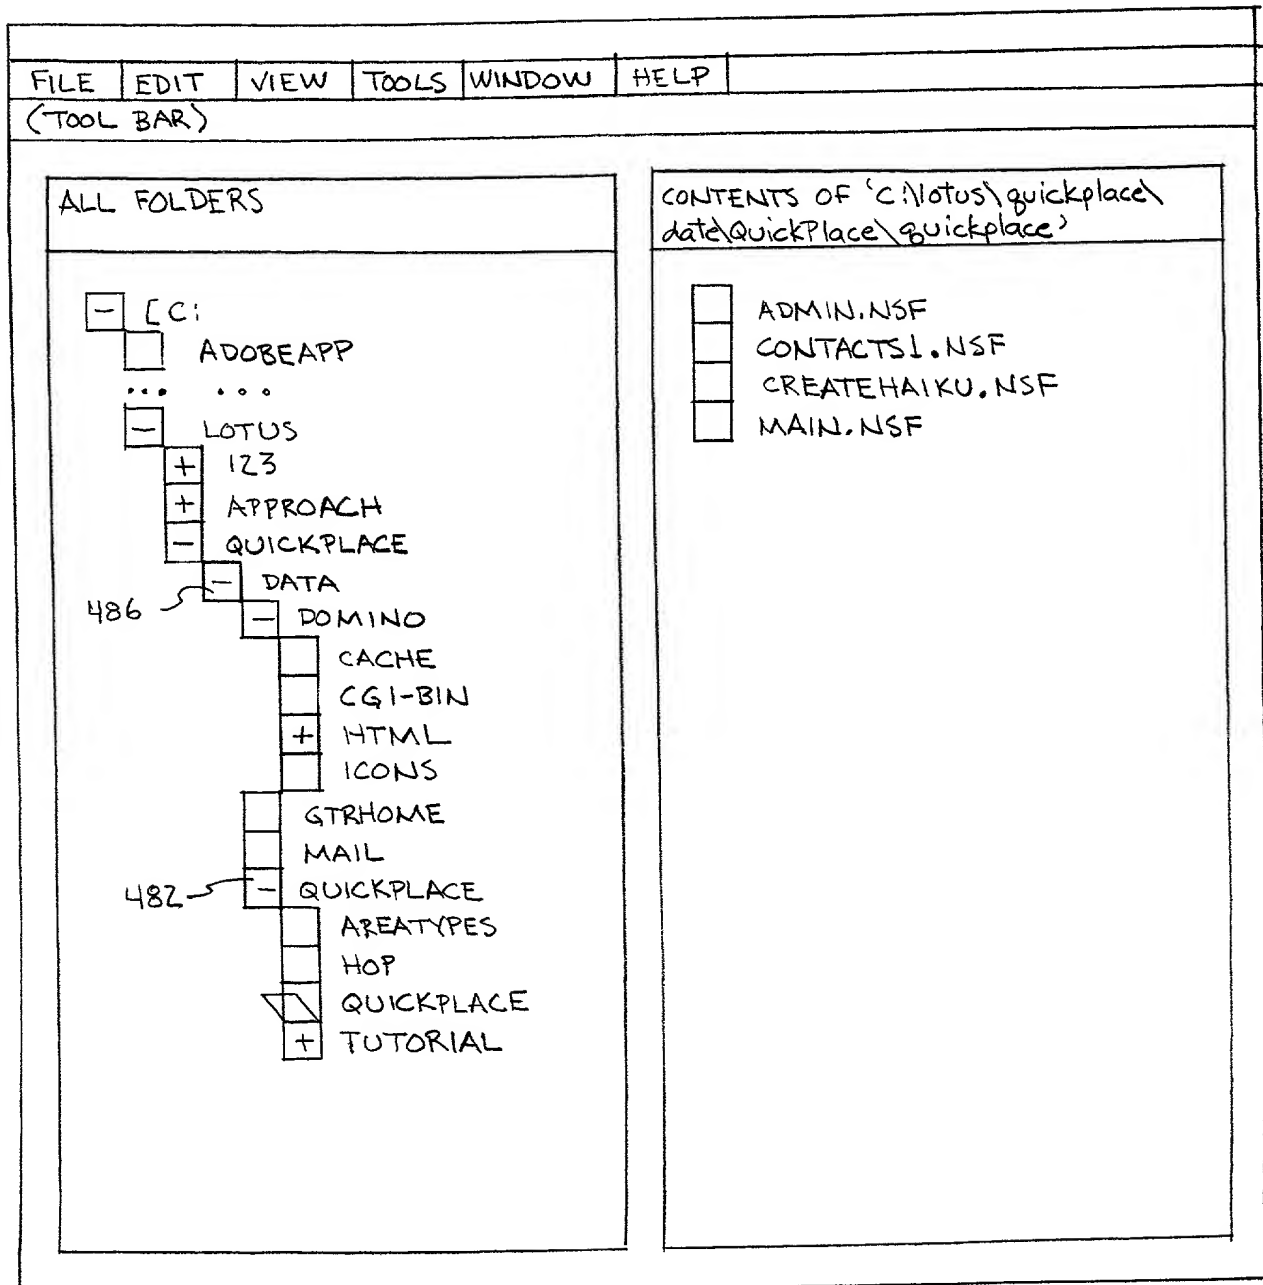 FILE EDIT VIEW TOOLS WINDOW HELP
(TOOL BAR)
ALL FOLDERS
- [C:
ADOBEAPP
... ...
- LOTUS
+ 123
+ APPROACH
- QUICKPLACE
- DATA
486
- DOMINO
CACHE
CGI-BIN
+ HTML
ICONS
GTRHOME
MAIL
482 - QUICKPLACE
AREATYPES
HOP
QUICKPLACE
+ TUTORIAL
CONTENTS OF 'C:\lotus\quickplace\
date\QuickPlace\quickplace'
ADMIN.NSF
CONTACTS1.NSF
CREATEHAIKU.NSF
MAIN.NSF